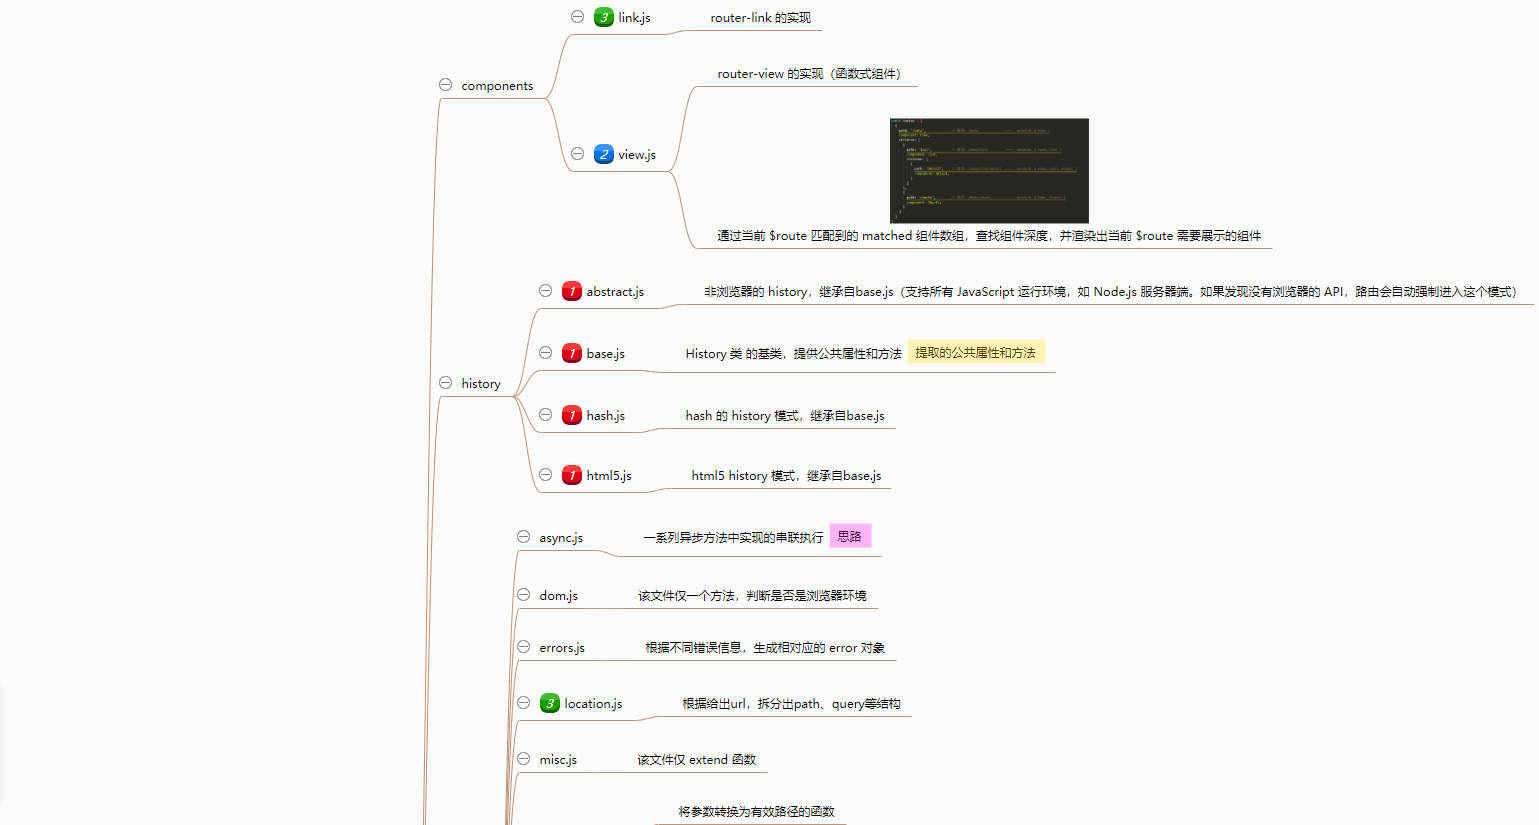 components
3 link.js
router-link 的实现
2 view.js
router-view 的实现（函数式组件）
通过当前 $route 匹配到的 matched 组件数组，查找组件深度，并渲染出当前 $route 需要展示的组件
history
1 abstract.js
非浏览器的 history，继承自base.js（支持所有 JavaScript 运行环境，如 Node.js 服务器端。如果发现没有浏览器的 API，路由会自动强制进入这个模式）
1 base.js
History 类 的基类，提供公共属性和方法 提取的公共属性和方法
1 hash.js
hash 的 history 模式，继承自base.js
1 html5.js
html5 history 模式，继承自base.js
async.js
一系列异步方法中实现的串联执行 思路
dom.js
该文件仅一个方法，判断是否是浏览器环境
errors.js
根据不同错误信息，生成相对应的 error 对象
3 location.js
根据给出url，拆分出path、query等结构
misc.js
该文件仅 extend 函数
将参数转换为有效路径的函数